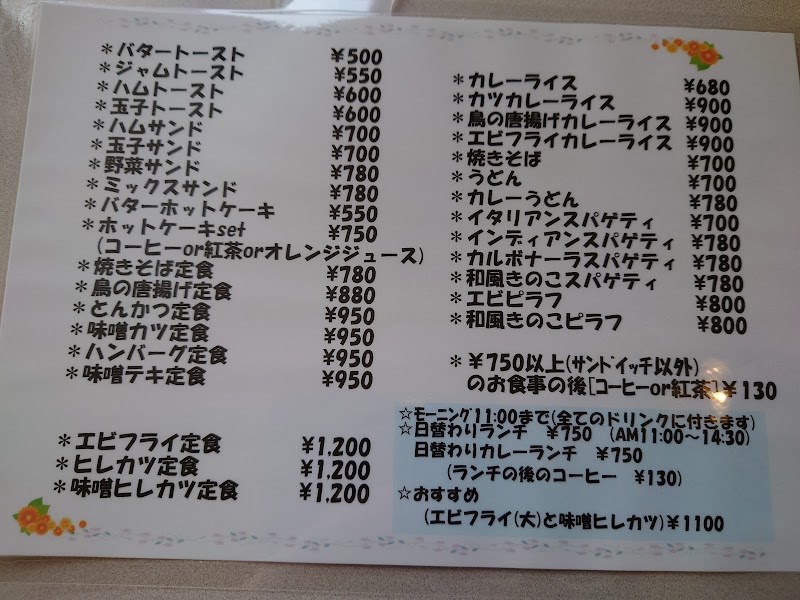 ＊バタートースト ￥500
＊ジャムトースト ￥550
＊ハムトースト ￥600
＊玉子トースト ￥600
＊ハムサンド ￥700
＊玉子サンド ￥700
＊野菜サンド ￥780
＊ミックスサンド ￥780
＊バターホットケーキ ￥550
＊ホットケーキset ￥750
(コーヒーor紅茶orオレンジジュース)
＊焼きそば定食 ￥780
＊鳥の唐揚げ定食 ￥880
＊とんかつ定食 ￥950
＊味噌カツ定食 ￥950
＊ハンバーグ定食 ￥950
＊味噌テキ定食 ￥950
＊エビフライ定食 ￥1,200
＊ヒレカツ定食 ￥1,200
＊味噌ヒレカツ定食 ￥1,200
＊カレーライス ￥680
＊カツカレーライス ￥900
＊鳥の唐揚げカレーライス ￥900
＊エビフライカレーライス ￥900
＊焼きそば ￥700
＊うどん ￥700
＊カレーうどん ￥780
＊イタリアンスパゲティ ￥700
＊インディアンスパゲティ ￥780
＊カルボナーラスパゲティ ￥780
＊和風きのこスパゲティ ￥780
＊エビピラフ ￥800
＊和風きのこピラフ ￥800
＊￥750以上(ｻﾝﾄﾞｲｯﾁ以外)
のお食事の後[ｺｰﾋｰor紅茶]￥130
☆ﾓｰﾆﾝｸﾞ11:00まで(全てのドリンクに付きます)
☆日替わりランチ ￥750 (AM11:00～14:30)
日替わりカレーランチ ￥750
(ランチの後のコーヒー ￥130)
☆おすすめ
(エビフライ(大)と味噌ヒレカツ)￥1100